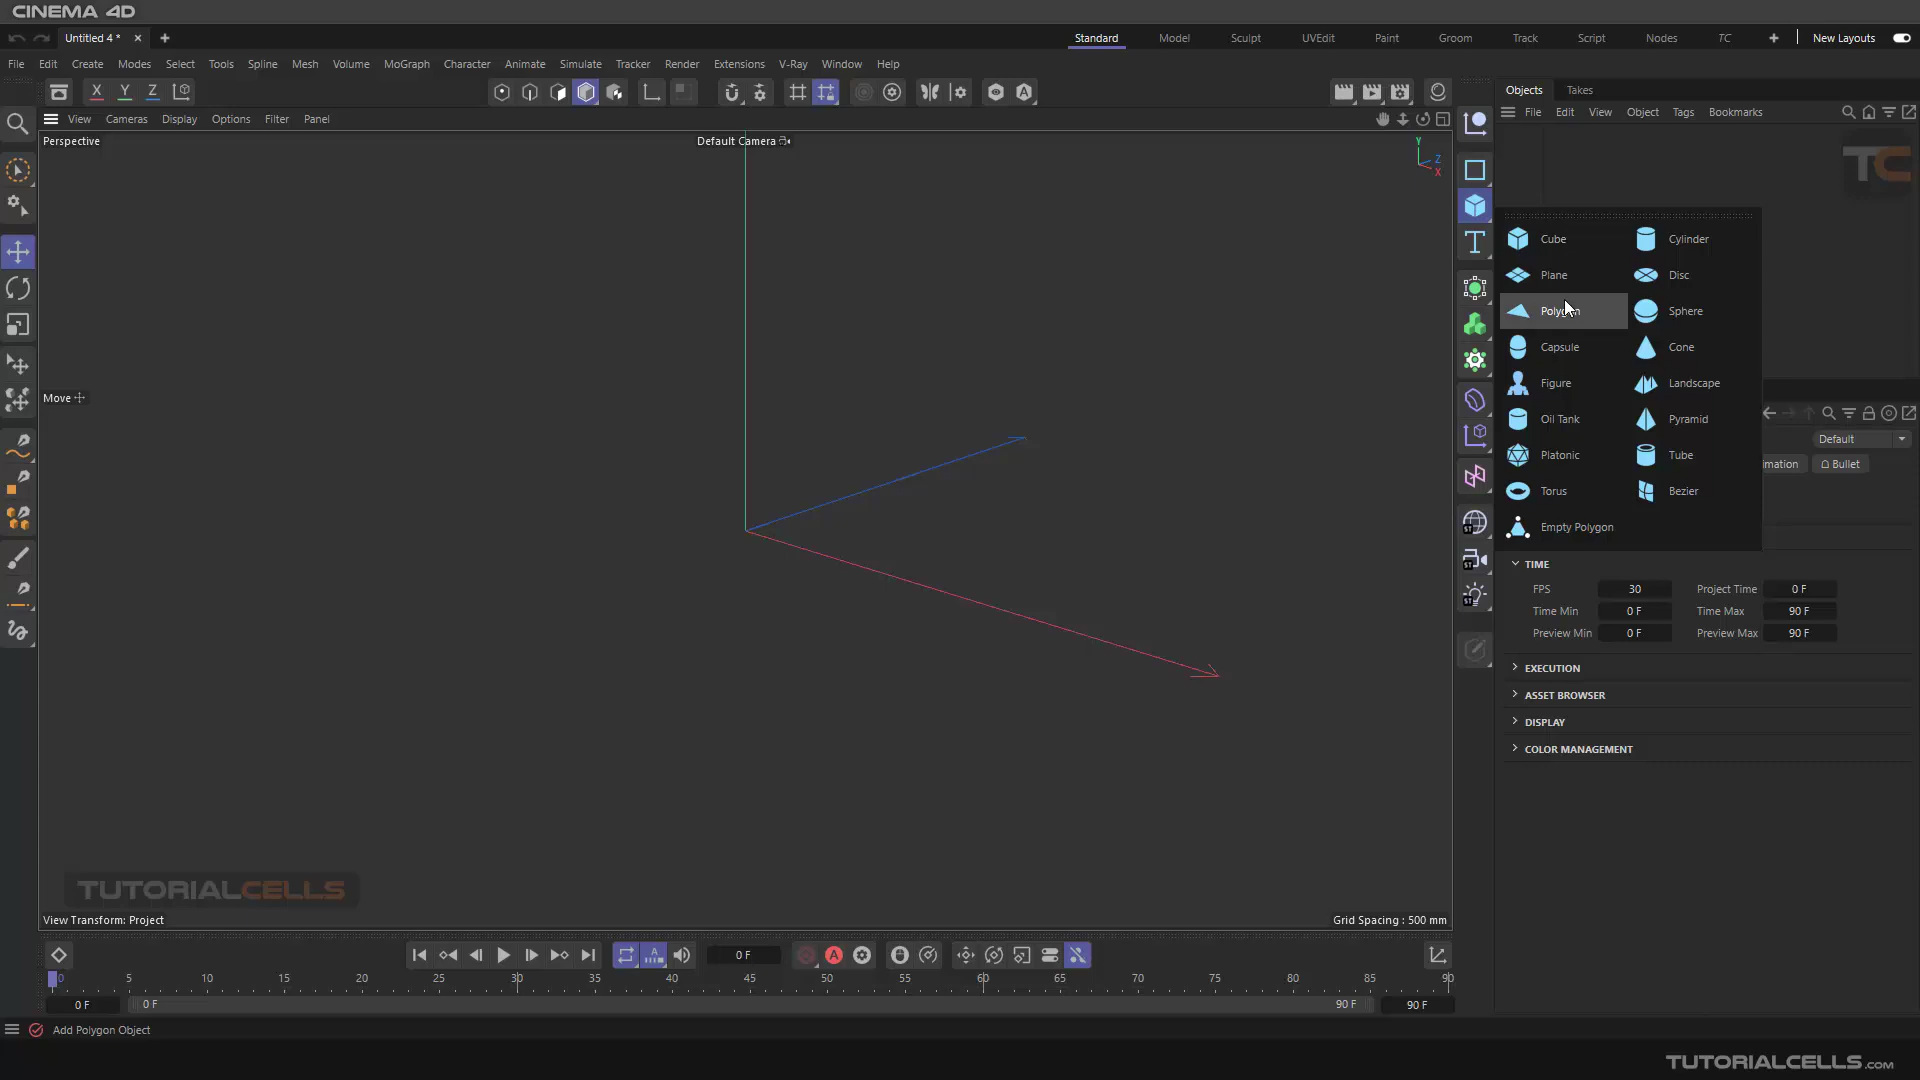 CINEMA 4D
Untitled 4 *
Standard Model Sculpt UVEdit Paint Groom Track Script Nodes TC New Layouts
File Edit Create Modes Select Tools Spline Mesh Volume MoGraph Character Animate Simulate Tracker Render Extensions V-Ray Window Help
X Y Z
Objects Takes
View Cameras Display Options Filter Panel
File Edit View Object Tags Bookmarks
Perspective
Default Camera
Y
Z
X
TC
Cube Cylinder
Plane Disc
Polygon Sphere
Capsule Cone
Figure Landscape
Oil Tank Pyramid
Platonic Tube
Torus Bezier
Empty Polygon
Move
Default
imation Bullet
TIME
FPS 30 Project Time 0 F
Time Min 0 F Time Max 90 F
Preview Min 0 F Preview Max 90 F
EXECUTION
ASSET BROWSER
DISPLAY
COLOR MANAGEMENT
TUTORIALCELLS
View Transform: Project
Grid Spacing : 500 mm
0 F
0 5 10 15 20 25 30 35 40 45 50 55 60 65 70 75 80 85 90
0 F 0 F 90 F 90 F
Add Polygon Object
TUTORIALCELLS.COM